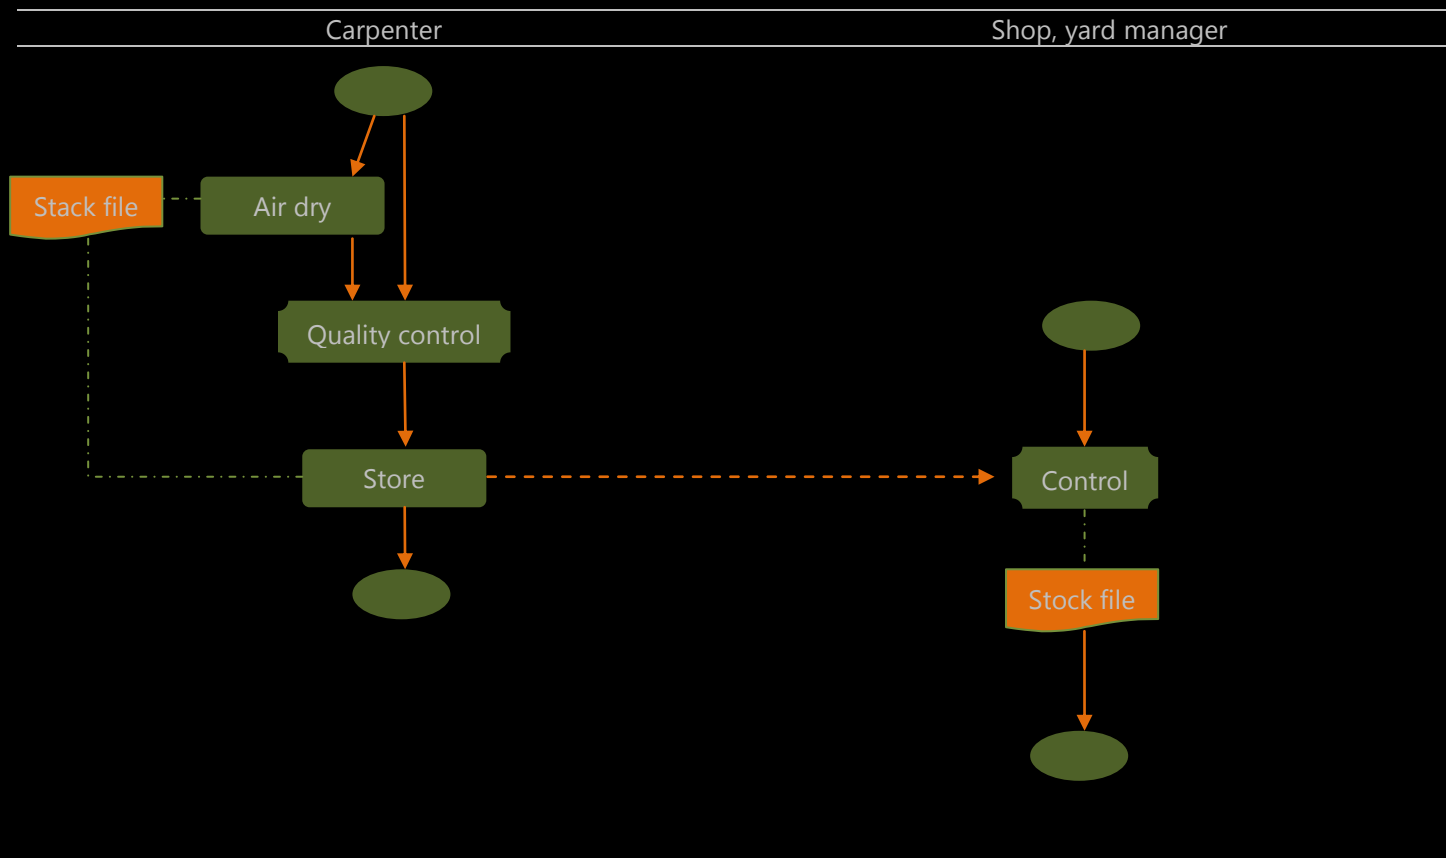 Carpenter
Shop, yard manager
Stack file
Air dry
Quality control
Store
Control
Stock file